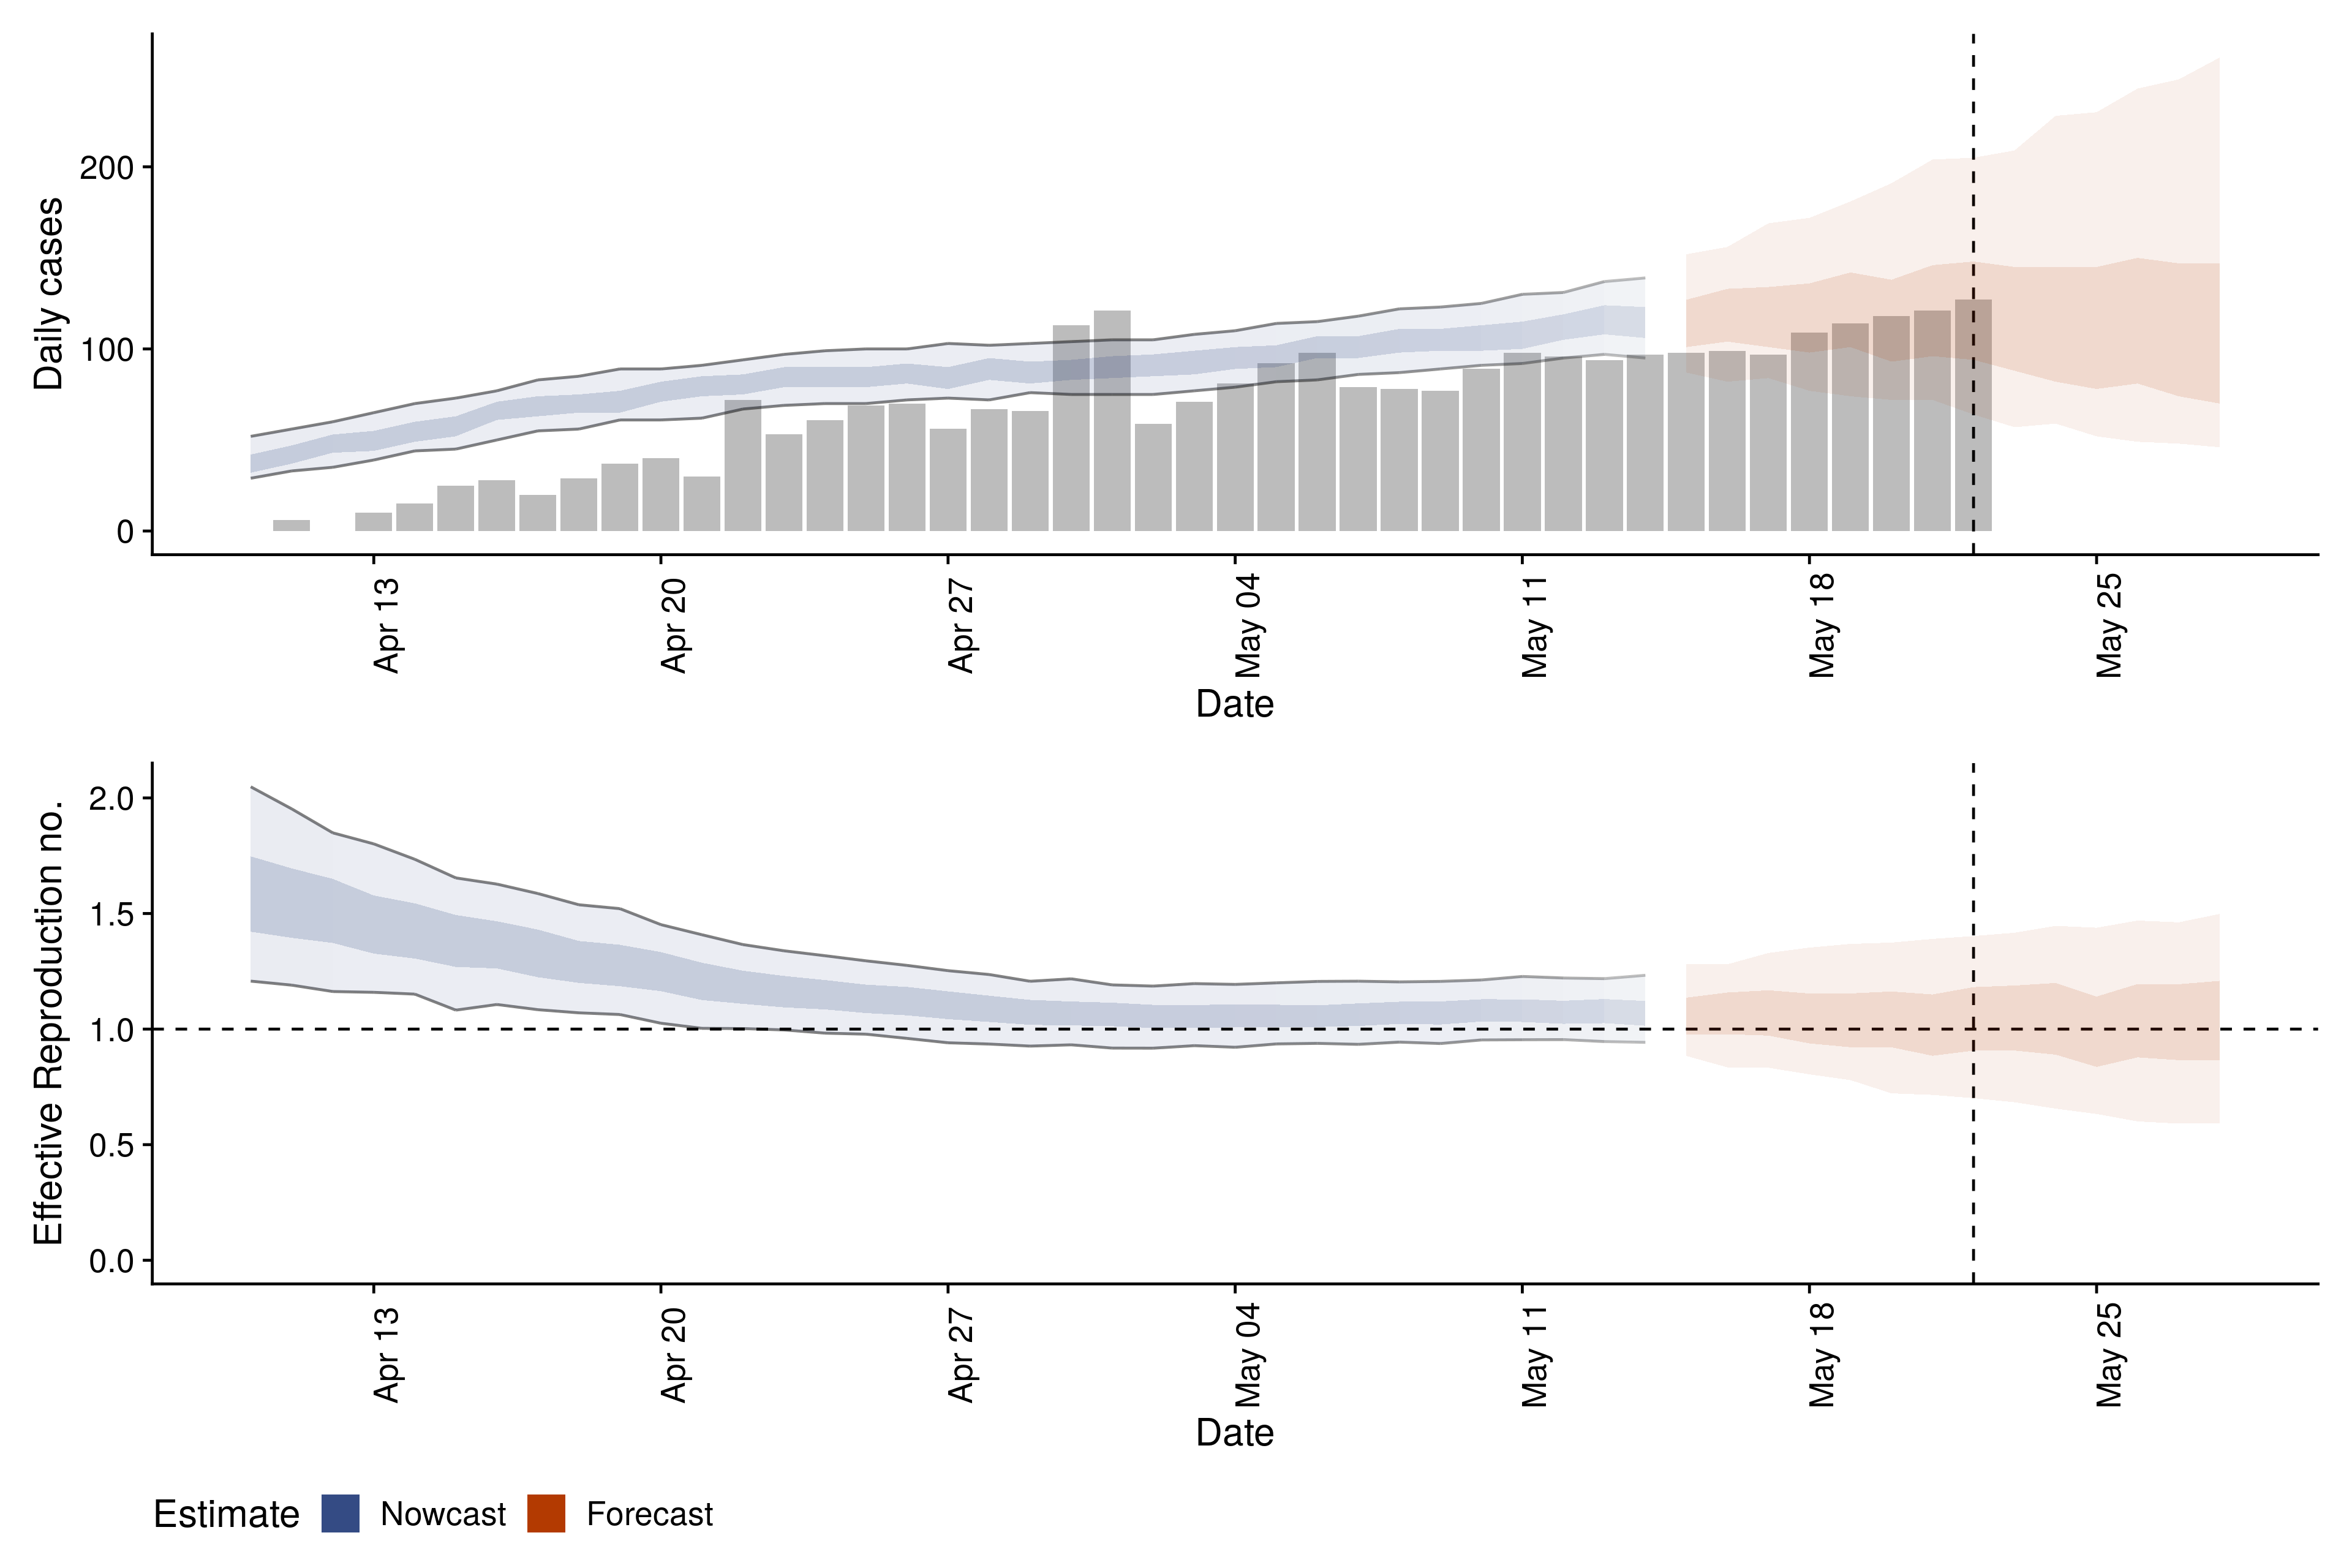 Daily cases
200
100
0
Apr 13
Apr 20
Apr 27
May 04
May 11
May 18
May 25
Date
Effective Reproduction no.
2.0
1.5
1.0
0.5
0.0
Apr 13
Apr 20
Apr 27
May 04
May 11
May 18
May 25
Date
Estimate Nowcast Forecast